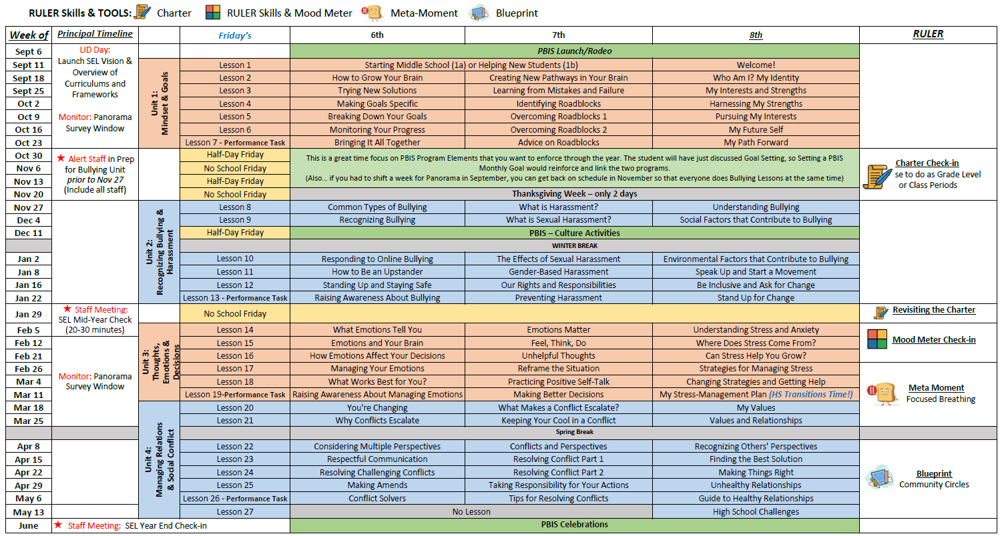 RULER Skills & TOOLS: Charter RULER Skills & Mood Meter Meta-Moment Blueprint
Week of Principal Timeline Friday's 6th 7th 8th RULER
Sept 6 PBIS Launch/Rodeo
LID Day:
Launch SEL Vision &
Overview of
Curriculums and
Frameworks
Monitor: Panorama
Survey Window
Unit 1:
Mindset & Goals
Sept 11 Lesson 1 Starting Middle School (1a) or Helping New Students (1b) Welcome!
Sept 18 Lesson 2 How to Grow Your Brain Creating New Pathways in Your Brain Who Am I? My Identity
Sept 25 Lesson 3 Trying New Solutions Learning from Mistakes and Failure My Interests and Strengths
Oct 2 Lesson 4 Making Goals Specific Identifying Roadblocks Harnessing My Strengths
Oct 9 Lesson 5 Breaking Down Your Goals Overcoming Roadblocks 1 Pursuing My Interests
Oct 16 Lesson 6 Monitoring Your Progress Overcoming Roadblocks 2 My Future Self
Oct 23 Lesson 7 - Performance Task Bringing It All Together Advice on Roadblocks My Path Forward
Oct 30 Half-Day Friday
Nov 6 No School Friday
Nov 13 Half-Day Friday
★ Alert Staff in Prep
for Bullying Unit
prior to Nov 27
(Include all staff)
This is a great time focus on PBIS Program Elements that you want to enforce through the year. The student will have just discussed Goal Setting, so Setting a PBIS
Monthly Goal would reinforce and link the two programs.
(Also... if you had to shift a week for Panorama in September, you can get back on schedule in November so that everyone does Bullying Lessons at the same time)
Charter Check-in
se to do as Grade Level
or Class Periods
Nov 20 No School Friday Thanksgiving Week – only 2 days
Unit 2:
Recognizing Bullying &
Harassment
Nov 27 Lesson 8 Common Types of Bullying What is Harassment? Understanding Bullying
Dec 4 Lesson 9 Recognizing Bullying What is Sexual Harassment? Social Factors that Contribute to Bullying
Dec 11 Half-Day Friday PBIS – Culture Activities
WINTER BREAK
Jan 2 Lesson 10 Responding to Online Bullying The Effects of Sexual Harassment Environmental Factors that Contribute to Bullying
Jan 8 Lesson 11 How to Be an Upstander Gender-Based Harassment Speak Up and Start a Movement
Jan 16 Lesson 12 Standing Up and Staying Safe Our Rights and Responsibilities Be Inclusive and Ask for Change
Jan 22 Lesson 13 - Performance Task Raising Awareness About Bullying Preventing Harassment Stand Up for Change
Jan 29 No School Friday Revisiting the Charter
★ Staff Meeting:
SEL Mid-Year Check
(20-30 minutes)
Unit 3:
Thoughts,
Emotions &
Decisions
Feb 5 Lesson 14 What Emotions Tell You Emotions Matter Understanding Stress and Anxiety
Feb 12 Lesson 15 Emotions and Your Brain Feel, Think, Do Where Does Stress Come From? Mood Meter Check-in
Feb 21 Lesson 16 How Emotions Affect Your Decisions Unhelpful Thoughts Can Stress Help You Grow?
Feb 26 Lesson 17 Managing Your Emotions Reframe the Situation Strategies for Managing Stress
Monitor: Panorama
Survey Window
Mar 4 Lesson 18 What Works Best for You? Practicing Positive Self-Talk Changing Strategies and Getting Help
Meta Moment
Focused Breathing
Mar 11 Lesson 19-Performance Task Raising Awareness About Managing Emotions Making Better Decisions My Stress-Management Plan (HS Transitions Time!)
Unit 4:
Managing Relations
& Social Conflict
Mar 18 Lesson 20 You're Changing What Makes a Conflict Escalate? My Values
Mar 25 Lesson 21 Why Conflicts Escalate Keeping Your Cool in a Conflict Values and Relationships
Spring Break
Apr 8 Lesson 22 Considering Multiple Perspectives Conflicts and Perspectives Recognizing Others' Perspectives
Apr 15 Lesson 23 Respectful Communication Resolving Conflict Part 1 Finding the Best Solution
Apr 22 Lesson 24 Resolving Challenging Conflicts Resolving Conflict Part 2 Making Things Right
Blueprint
Community Circles
Apr 29 Lesson 25 Making Amends Taking Responsibility for Your Actions Unhealthy Relationships
May 6 Lesson 26 - Performance Task Conflict Solvers Tips for Resolving Conflicts Guide to Healthy Relationships
May 13 Lesson 27 No Lesson High School Challenges
June ★ Staff Meeting: SEL Year End Check-in PBIS Celebrations